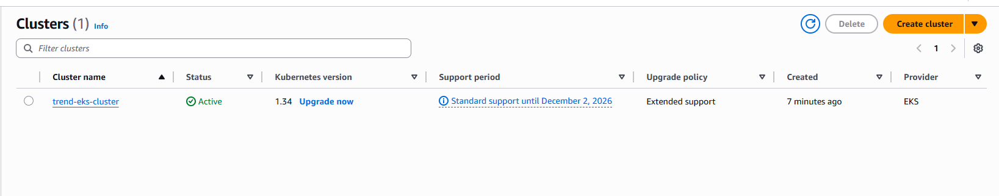 Clusters (1) Info
Delete
Create cluster
Filter clusters
1
Cluster name Status Kubernetes version Support period Upgrade policy Created Provider
trend-eks-cluster Active 1.34 Upgrade now Standard support until December 2, 2026 Extended support 7 minutes ago EKS